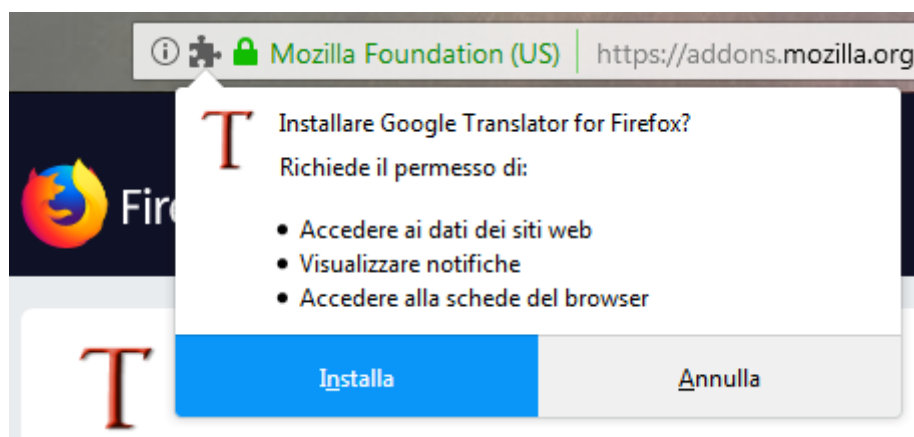 Mozilla Foundation (US) https://addons.mozilla.org
T Installare Google Translator for Firefox?
Richiede il permesso di:
Fire
• Accedere ai dati dei siti web
• Visualizzare notifiche
• Accedere alla schede del browser
T
Installa Annulla